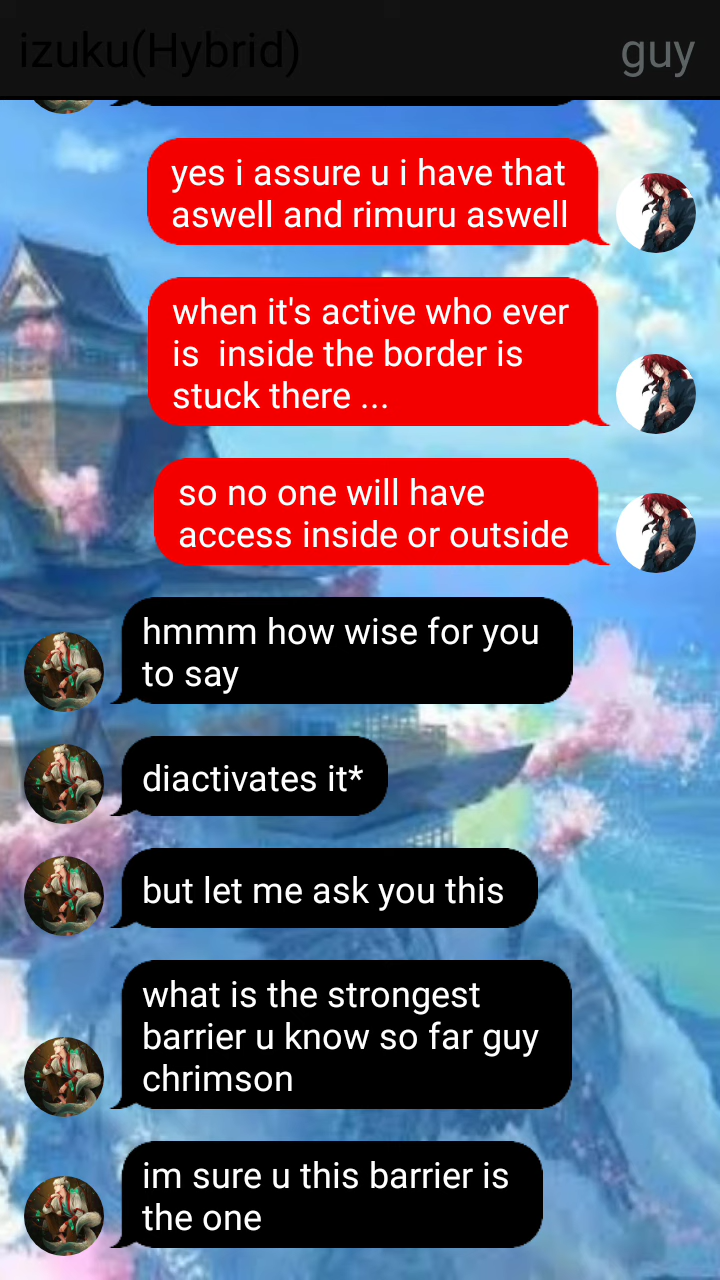 izuku(Hybrid)
guy
yes i assure u i have that
aswell and rimuru aswell
when it's active who ever
is  inside the border is
stuck there ...
so no one will have
access inside or outside
hmmm how wise for you
to say
diactivates it*
but let me ask you this
what is the strongest
barrier u know so far guy
chrimson
im sure u this barrier is
the one